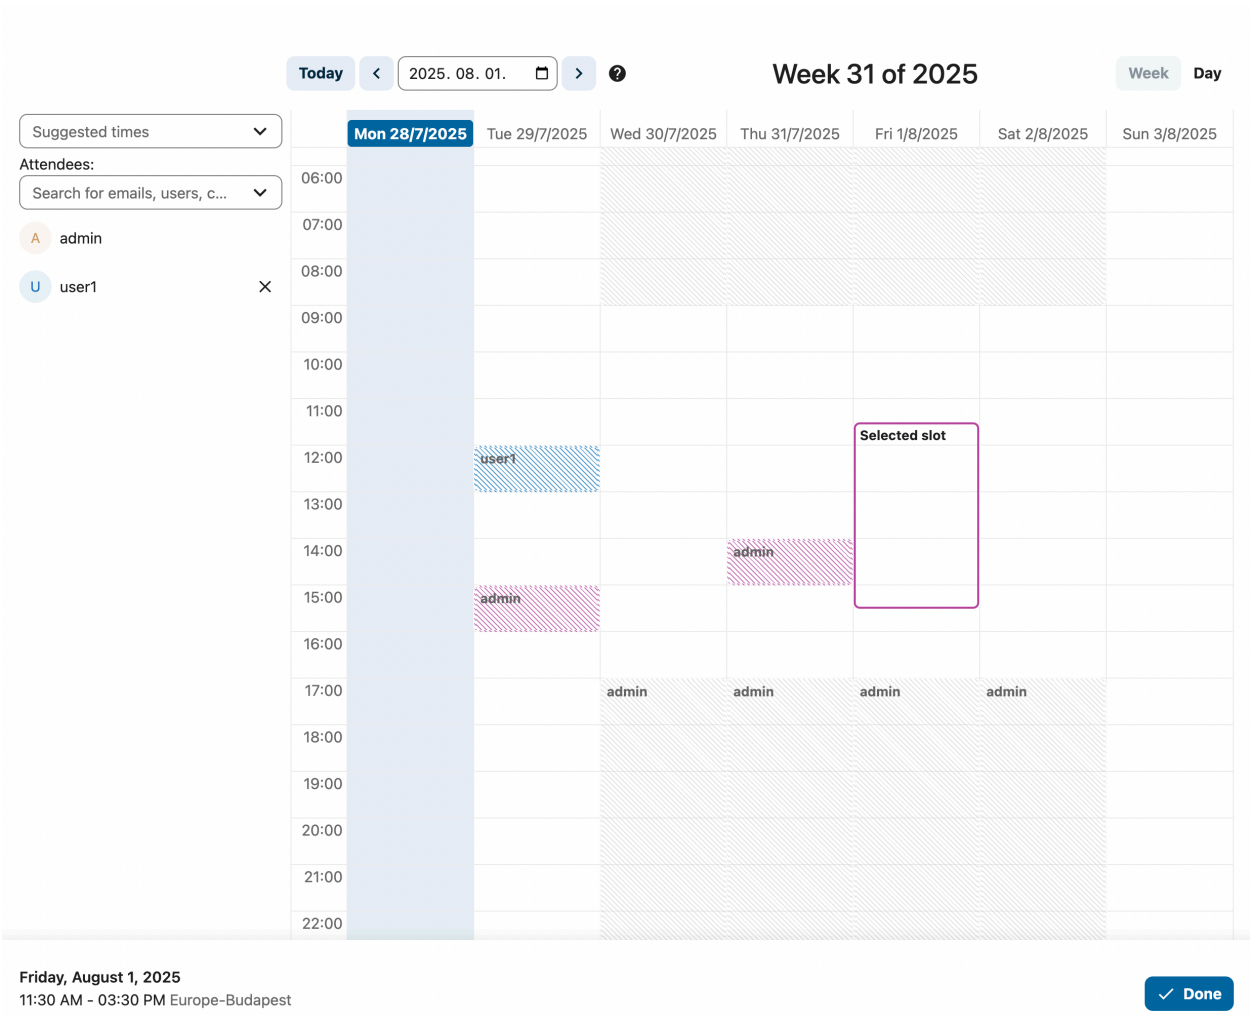 Today
2025. 08. 01.
Week 31 of 2025
Week
Day
Suggested times
Attendees:
Search for emails, users, c...
A admin
U user1
Mon 28/7/2025 Tue 29/7/2025 Wed 30/7/2025 Thu 31/7/2025 Fri 1/8/2025 Sat 2/8/2025 Sun 3/8/2025
06:00
07:00
08:00
09:00
10:00
11:00
Selected slot
12:00 user1
13:00
14:00 admin
15:00 admin
16:00
17:00 admin admin admin admin
18:00
19:00
20:00
21:00
22:00
Friday, August 1, 2025
11:30 AM - 03:30 PM Europe-Budapest
Done